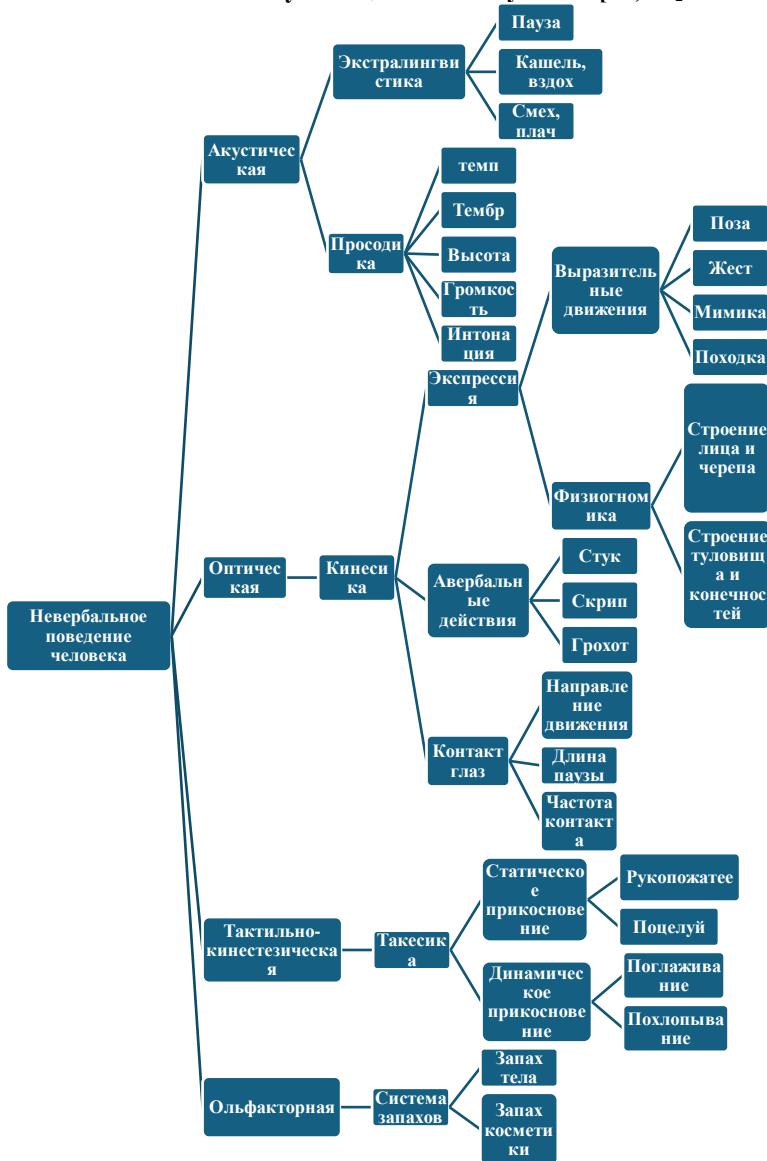 Пауза
Экстралингви
стика
Кашель,
вздох
Смех,
плач
Акустичес
кая
темп
Тембр
Просоди
ка
Высота
Громкос
ть
Интона
ция
Поза
Выразитель
ные
движения
Жест
Мимика
Походка
Экспресси
я
Строение
лица и
черепа
Физиогном
ика
Строение
туловищ
а и
конечнос
тей
Оптичес
кая
Кинеси
ка
Авербальн
ые
действия
Стук
Скрип
Грохот
Невербальное
поведение
человека
Направле
ние
движения
Контакт
глаз
Длина
паузы
Частота
контакт
а
Статическо
е
прикоснове
ние
Рукопожатее
Поцелуй
Тактильно-
кинестезическа
я
Такесик
а
Динамичес
кое
прикоснове
ние
Поглажива
ние
Похлопыва
ние
Ольфакторная
Система
запахов
Запах
тела
Запах
космети
ки